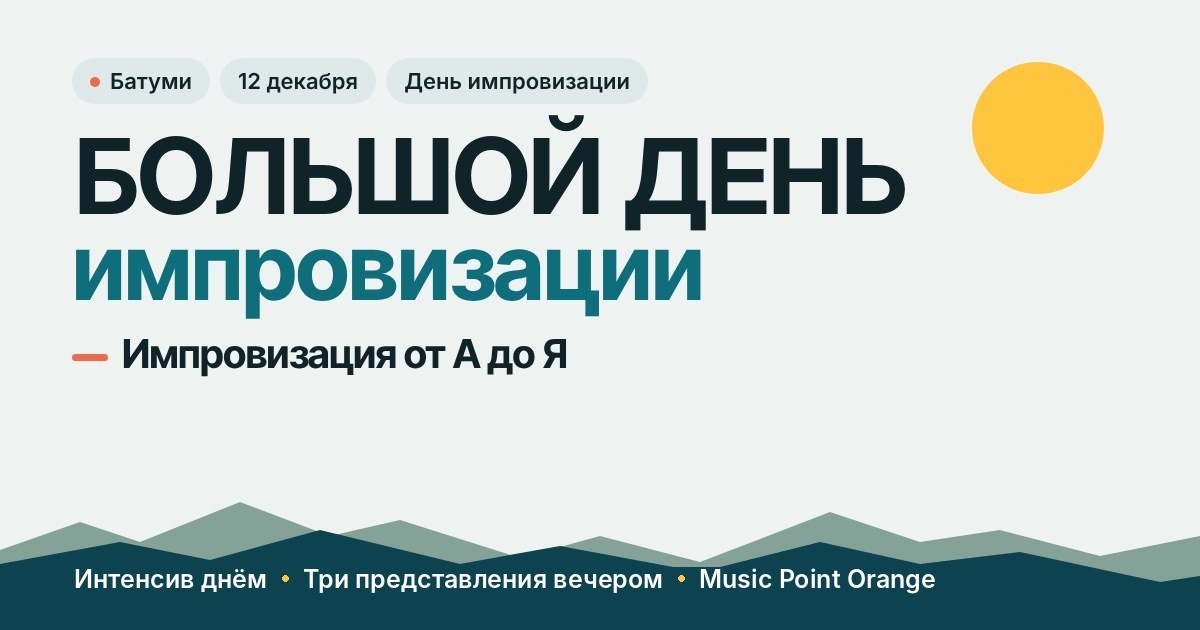 Батуми 12 декабря День импровизации
БОЛЬШОЙ ДЕНЬ
импровизации
Импровизация от А до Я
Интенсив днём • Три представления вечером • Music Point Orange